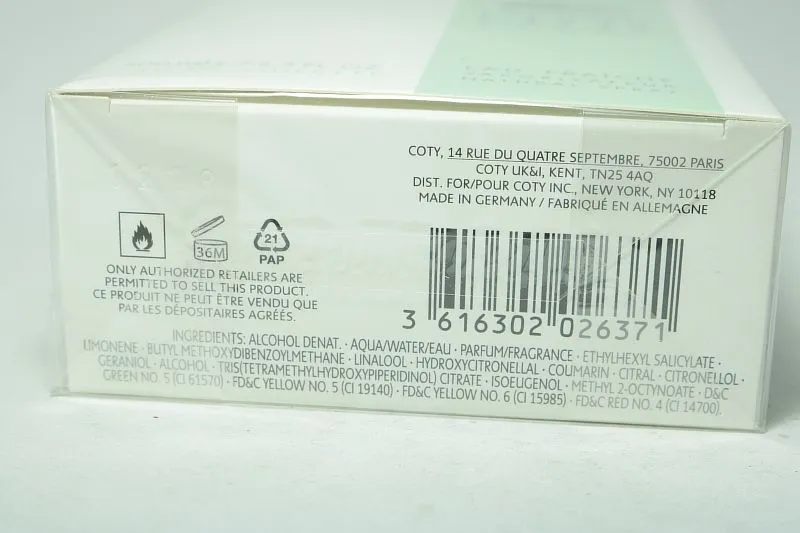 EAU FRAÎCHE
COTY, 14 RUE DU QUATRE SEPTEMBRE, 75002 PARIS
COTY UK&I, KENT, TN25 4AQ
DIST. FOR/POUR COTY INC., NEW YORK, NY 10118
MADE IN GERMANY / FABRIQUÉ EN ALLEMAGNE
36M
21
PAP
ONLY AUTHORIZED RETAILERS ARE
PERMITTED TO SELL THIS PRODUCT.
CE PRODUIT NE PEUT ÊTRE VENDU QUE
PAR LES DÉPOSITAIRES AGRÉÉS.
3 616302 026371
INGREDIENTS: ALCOHOL DENAT. · AQUA/WATER/EAU · PARFUM/FRAGRANCE · ETHYLHEXYL SALICYLATE ·
LIMONENE · BUTYL METHOXYDIBENZOYLMETHANE · LINALOOL · HYDROXYCITRONELLAL · COUMARIN · CITRAL · CITRONELLOL ·
GERANIOL · ALCOHOL · TRIS(TETRAMETHYLHYDROXYPIPERIDINOL) CITRATE · ISOEUGENOL · METHYL 2-OCTYNOATE · D&C
GREEN NO. 5 (CI 61570) · FD&C YELLOW NO. 5 (CI 19140) · FD&C YELLOW NO. 6 (CI 15985) · FD&C RED NO. 4 (CI 14700).